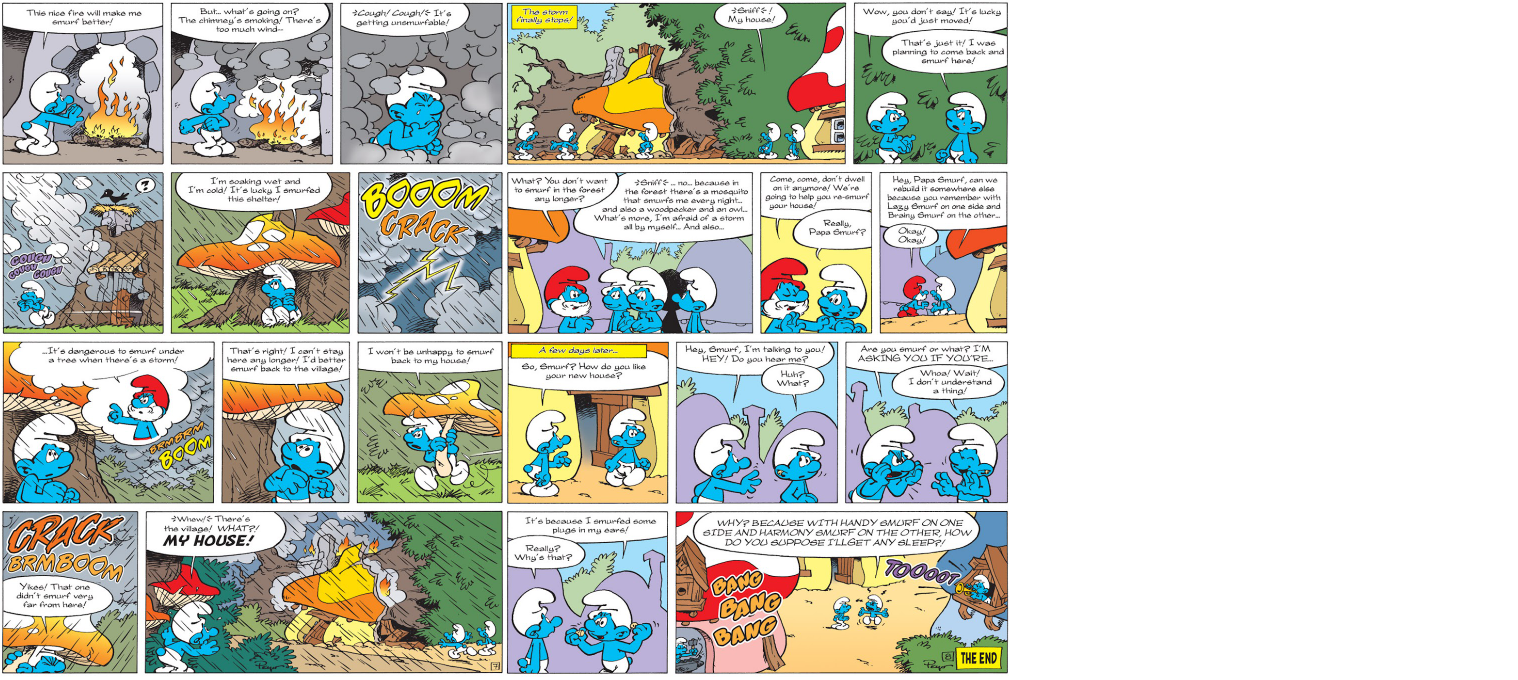 This nice fire will make me
smurf better!
But... what's going on?
The chimney's smoking! There's
too much wind--
Cough! Cough! It's
getting unsmurfable!
?
COUGH
COUGH COUGH
COUGH
I'm soaking wet and
I'm cold! It's lucky I smurfed
this shelter!
BOOOM
CRACK
...It's dangerous to smurf under
a tree when there's a storm!
BRMBRM
BOOM
That's right! I can't stay
here any longer! I'd better
smurf back to the village!
I won't be unhappy to smurf
back to my house!
CRACK
BRMBOOM
Yikes! That one
didn't smurf very
far from here!
Whew! There's
the village! WHAT?!
MY HOUSE!
Peyo
7
The storm
finally stops!
Sniff!
My house!
Wow, you don't say! It's lucky
you'd just moved!
That's just it! I was
planning to come back and
smurf here!
What? You don't want
to smurf in the forest
any longer?
Sniff ... no... because in
the forest there's a mosquito
that smurfs me every night...
and also a woodpecker and an owl...
What's more, I'm afraid of a storm
all by myself... And also...
Come, come, don't dwell
on it anymore! We're
going to help you re-smurf
your house!
Really,
Papa Smurf?
Hey, Papa Smurf, can we
rebuild it somewhere else
because you remember with
Lazy Smurf on one side and
Brainy Smurf on the other...
Okay!
Okay!
A few days later...
So, Smurf? How do you like
your new house?
Hey, Smurf, I'm talking to you!
HEY! Do you hear me?
Huh?
What?
Are you smurf or what? I'M
ASKING YOU IF YOU'RE...
Whoa! Wait!
I don't understand
a thing!
It's because I smurfed some
plugs in my ears!
Really?
Why's that?
WHY? BECAUSE WITH HANDY SMURF ON ONE
SIDE AND HARMONY SMURF ON THE OTHER, HOW
DO YOU SUPPOSE I'LLGET ANY SLEEP?!
BANG
BANG
BANG
TOOOOT
Peyo
8
THE END